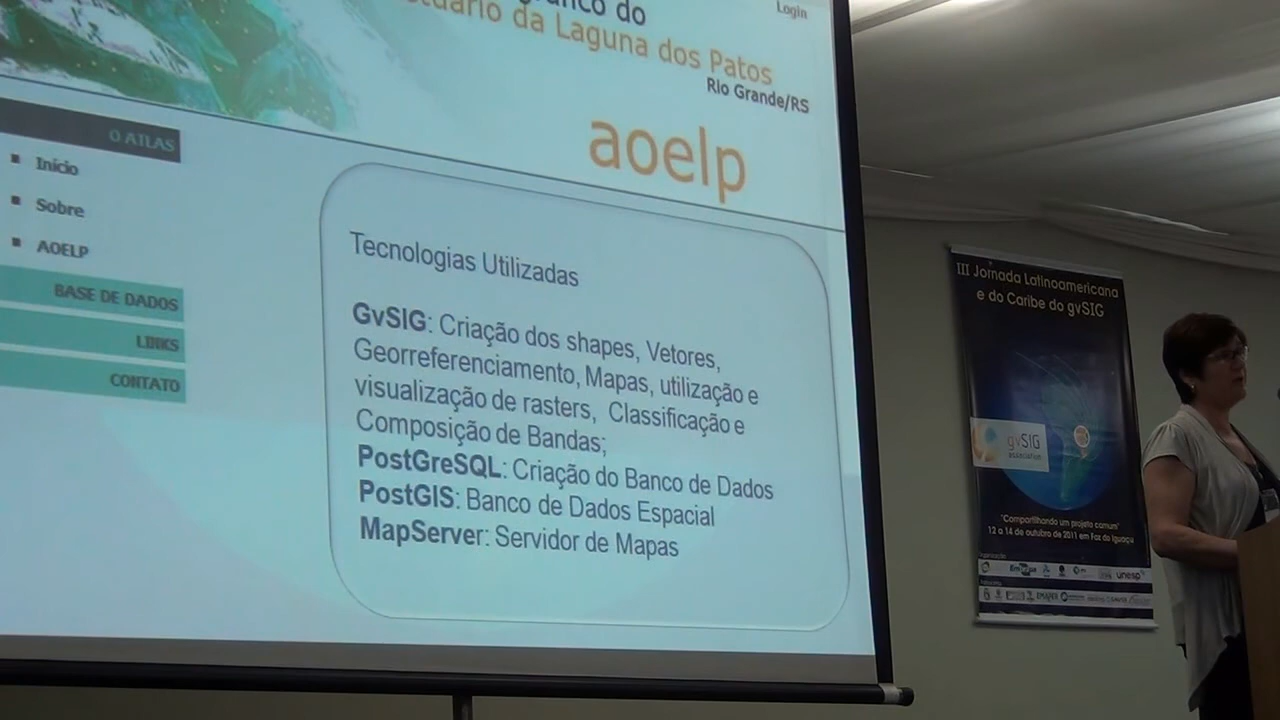 do
Estuário da Laguna dos Patos
Rio Grande/RS
Login
aoelp
O ATLAS
Início
Sobre
AOELP
BASE DE DADOS
LINKS
CONTATO
Tecnologias Utilizadas
GvSIG: Criação dos shapes, Vetores,
Georreferenciamento, Mapas, utilização e
visualização de rasters, Classificação e
Composição de Bandas;
PostGreSQL: Criação do Banco de Dados
PostGIS: Banco de Dados Espacial
MapServer: Servidor de Mapas
III Jornada Latinoamericana
e do Caribe do gvSIG
gvSIG
association
"Compartilhando um projeto comum"
12 a 14 de outubro de 2011 em Foz do Iguaçu
Embrapa
unesp